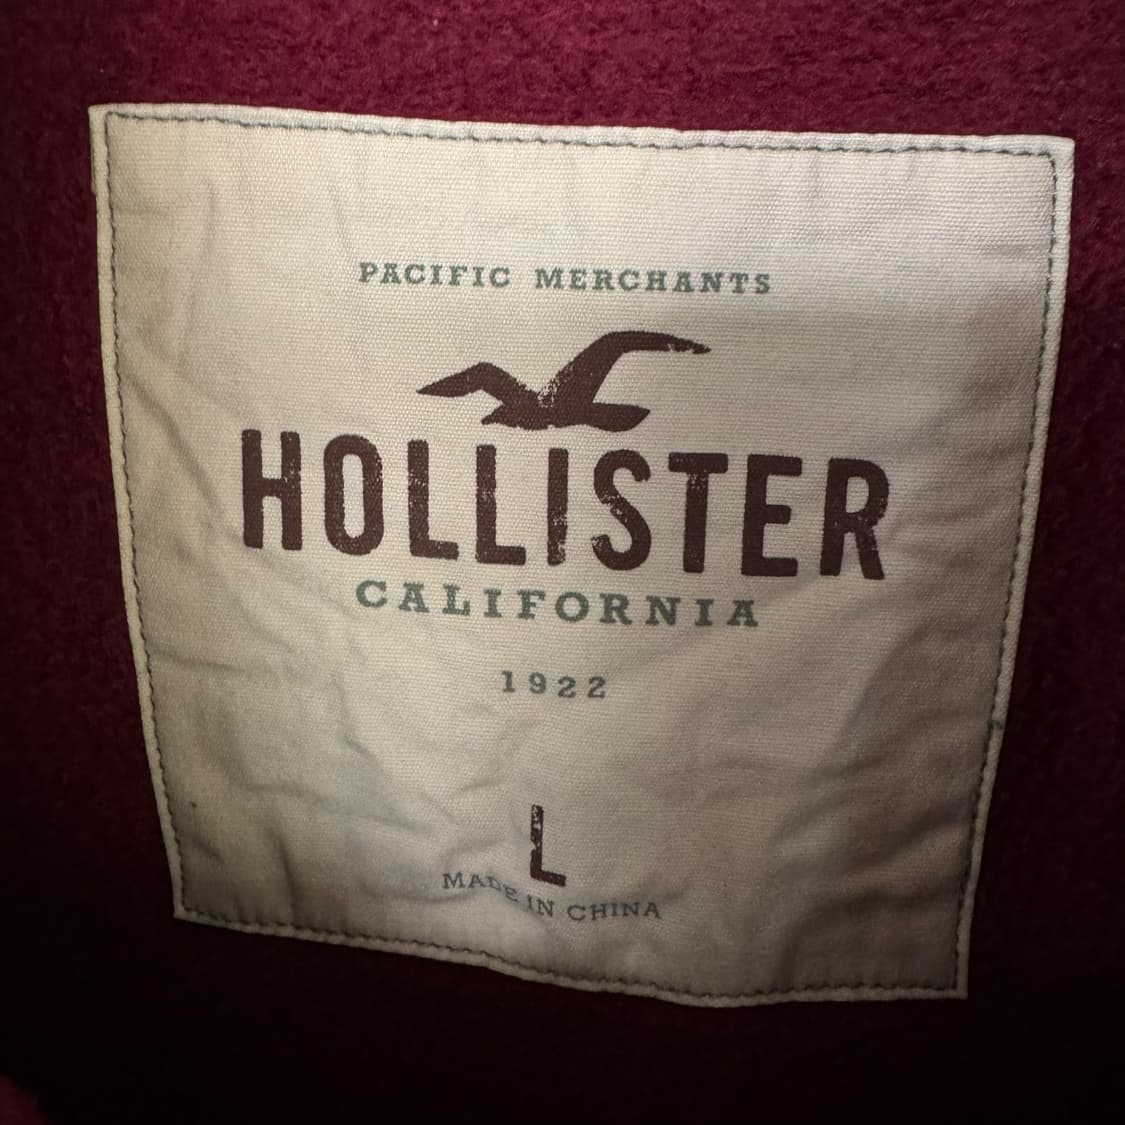 PACIFIC MERCHANTS
HOLLISTER
CALIFORNIA
1922
L
MADE IN CHINA